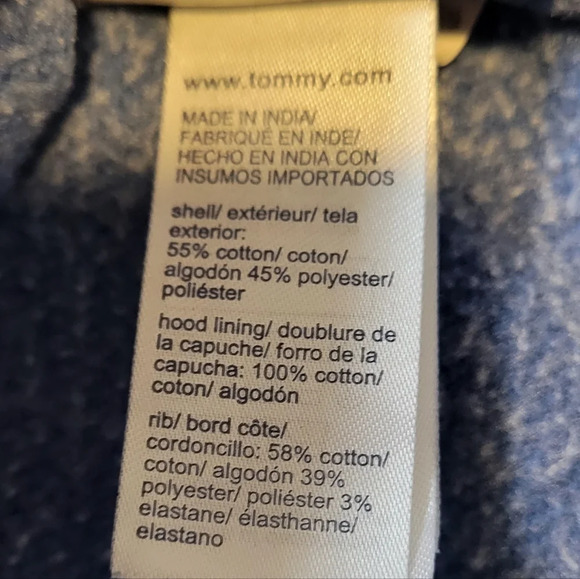 www.tommy.com
MADE IN INDIA/
FABRIQUÉ EN INDE/
HECHO EN INDIA CON
INSUMOS IMPORTADOS
shell/ extérieur/ tela
exterior:
55% cotton/ coton/
algodón 45% polyester/
poliéster
hood lining/ doublure de
la capuche/ forro de la
capucha: 100% cotton/
coton/ algodón
rib/ bord côte/
cordoncillo: 58% cotton/
coton/ algodón 39%
polyester/ poliéster 3%
elastane/ élasthanne/
elastano